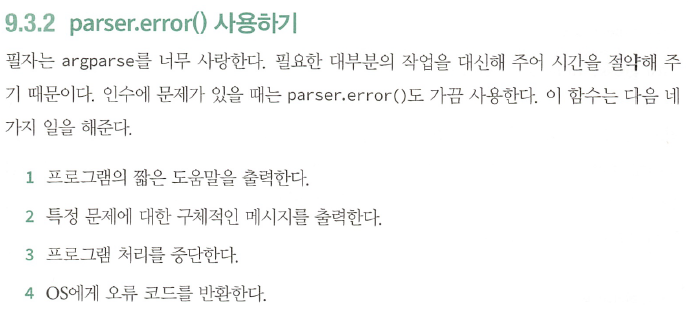 9.3.2 parser.error() 사용하기
필자는 argparse를 너무 사랑한다. 필요한 대부분의 작업을 대신해 주어 시간을 절약해 주
기 때문이다. 인수에 문제가 있을 때는 parser.error()도 가끔 사용한다. 이 함수는 다음 네
가지 일을 해준다.
1 프로그램의 짧은 도움말을 출력한다.
2 특정 문제에 대한 구체적인 메시지를 출력한다.
3 프로그램 처리를 중단한다.
4 OS에게 오류 코드를 반환한다.